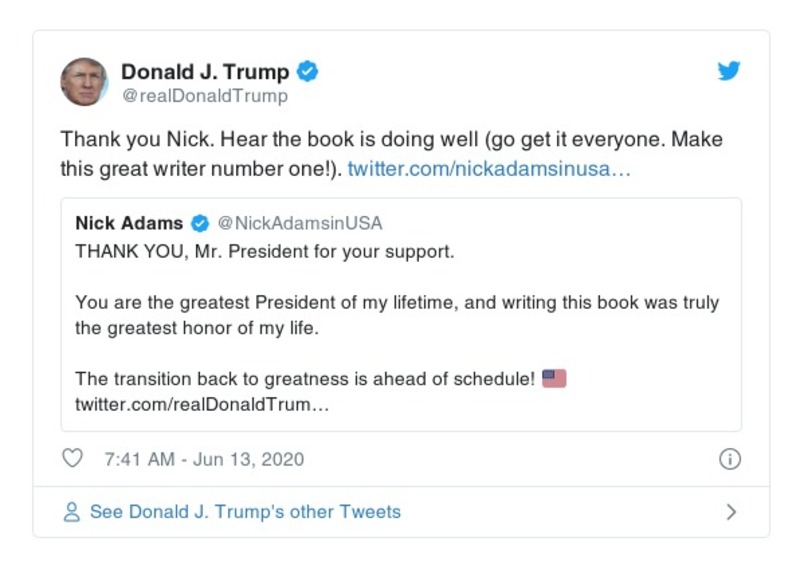 Donald J. Trump
@realDonaldTrump
Thank you Nick. Hear the book is doing well (go get it everyone. Make
this great writer number one!). twitter.com/nickadamsinusa…
Nick Adams @NickAdamsinUSA
THANK YOU, Mr. President for your support.
You are the greatest President of my lifetime, and writing this book was truly
the greatest honor of my life.
The transition back to greatness is ahead of schedule! 🇺🇸
twitter.com/realDonaldTrum…
7:41 AM - Jun 13, 2020
See Donald J. Trump's other Tweets